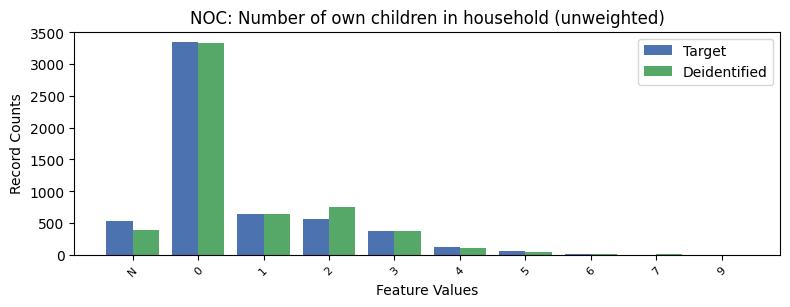 NOC: Number of own children in household (unweighted)
Target
Deidentified
Record Counts
3500
3000
2500
2000
1500
1000
500
0
N 0 1 2 3 4 5 6 7 9
Feature Values